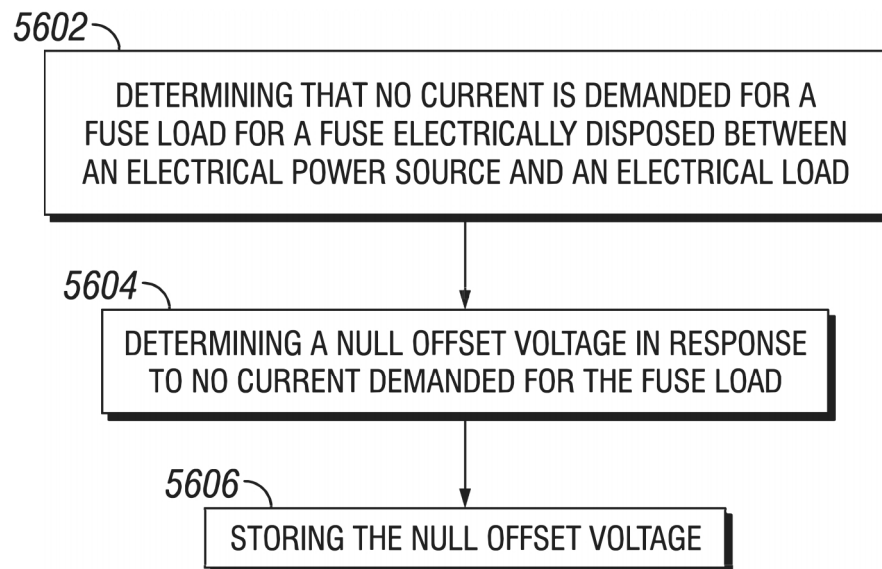 5602
DETERMINING THAT NO CURRENT IS DEMANDED FOR A
FUSE LOAD FOR A FUSE ELECTRICALLY DISPOSED BETWEEN
AN ELECTRICAL POWER SOURCE AND AN ELECTRICAL LOAD
5604
DETERMINING A NULL OFFSET VOLTAGE IN RESPONSE
TO NO CURRENT DEMANDED FOR THE FUSE LOAD
5606
STORING THE NULL OFFSET VOLTAGE